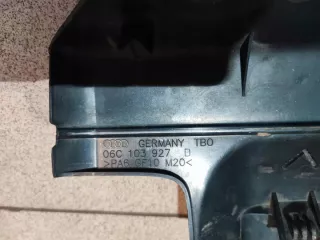 GERMANY TBO
06C 103 927 D
>PA6 GF10 M20<